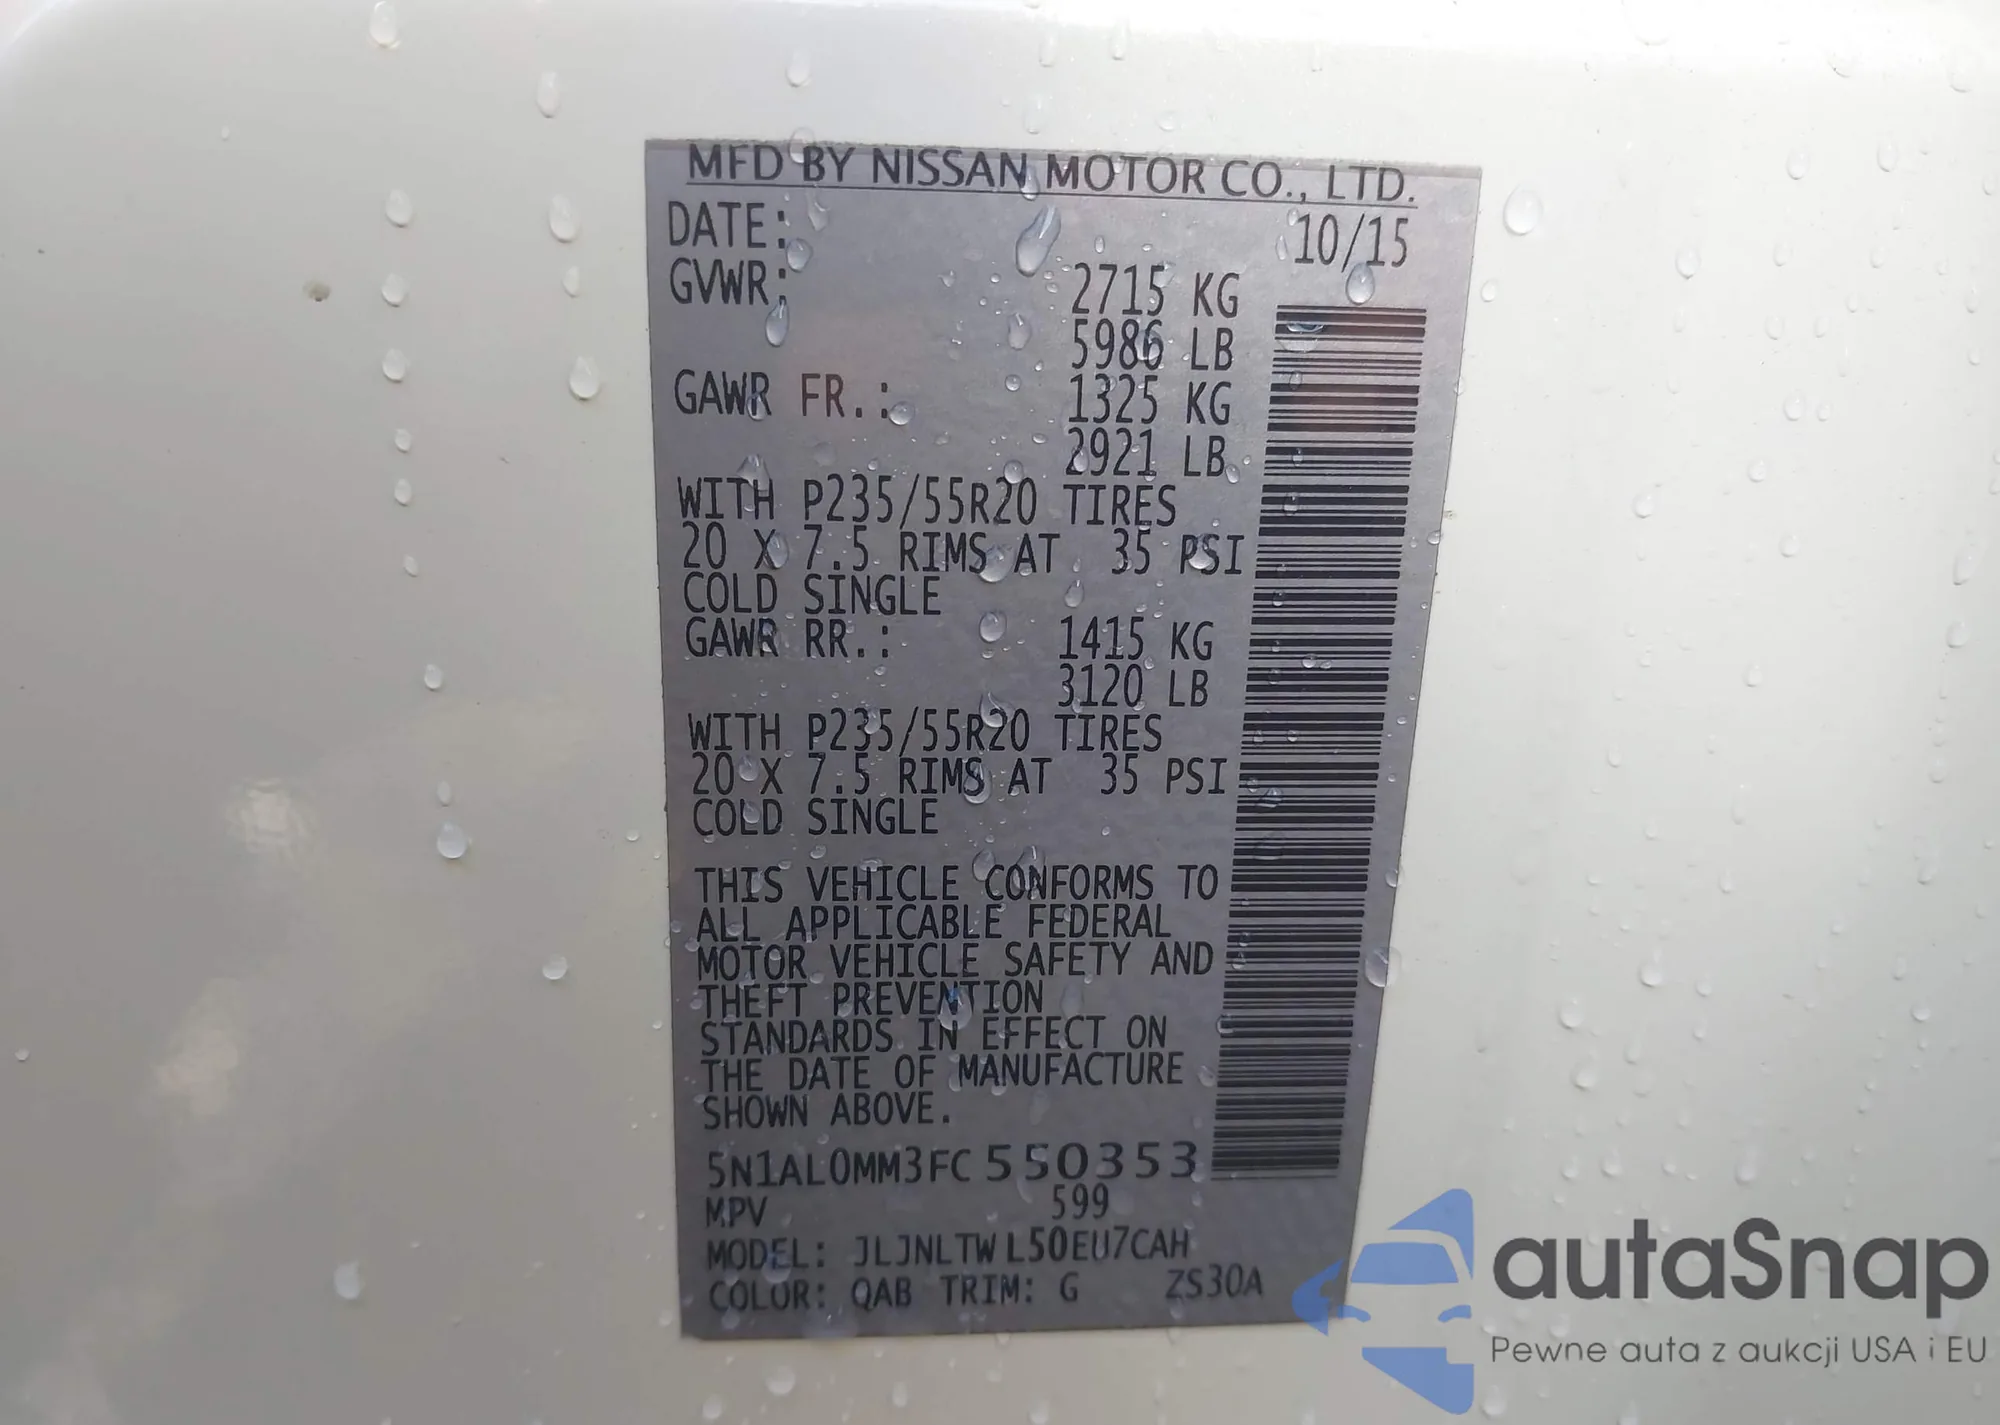 MFD BY NISSAN MOTOR CO., LTD.
DATE: 10/15
GVWR: 2715 KG
5986 LB
GAWR FR.: 1325 KG
2921 LB
WITH P235/55R20 TIRES
20 X 7.5 RIMS AT 35 PSI
COLD SINGLE
GAWR RR.: 1415 KG
3120 LB
WITH P235/55R20 TIRES
20 X 7.5 RIMS AT 35 PSI
COLD SINGLE
THIS VEHICLE CONFORMS TO
ALL APPLICABLE FEDERAL
MOTOR VEHICLE SAFETY AND
THEFT PREVENTION
STANDARDS IN EFFECT ON
THE DATE OF MANUFACTURE
SHOWN ABOVE.
5N1AL0MM3FC550353
MPV 599
MODEL: JLJNLTWL50EU7CAH
COLOR: QAB TRIM: G ZS30A
autoSnap
Pewne auta z aukcji USA i EU